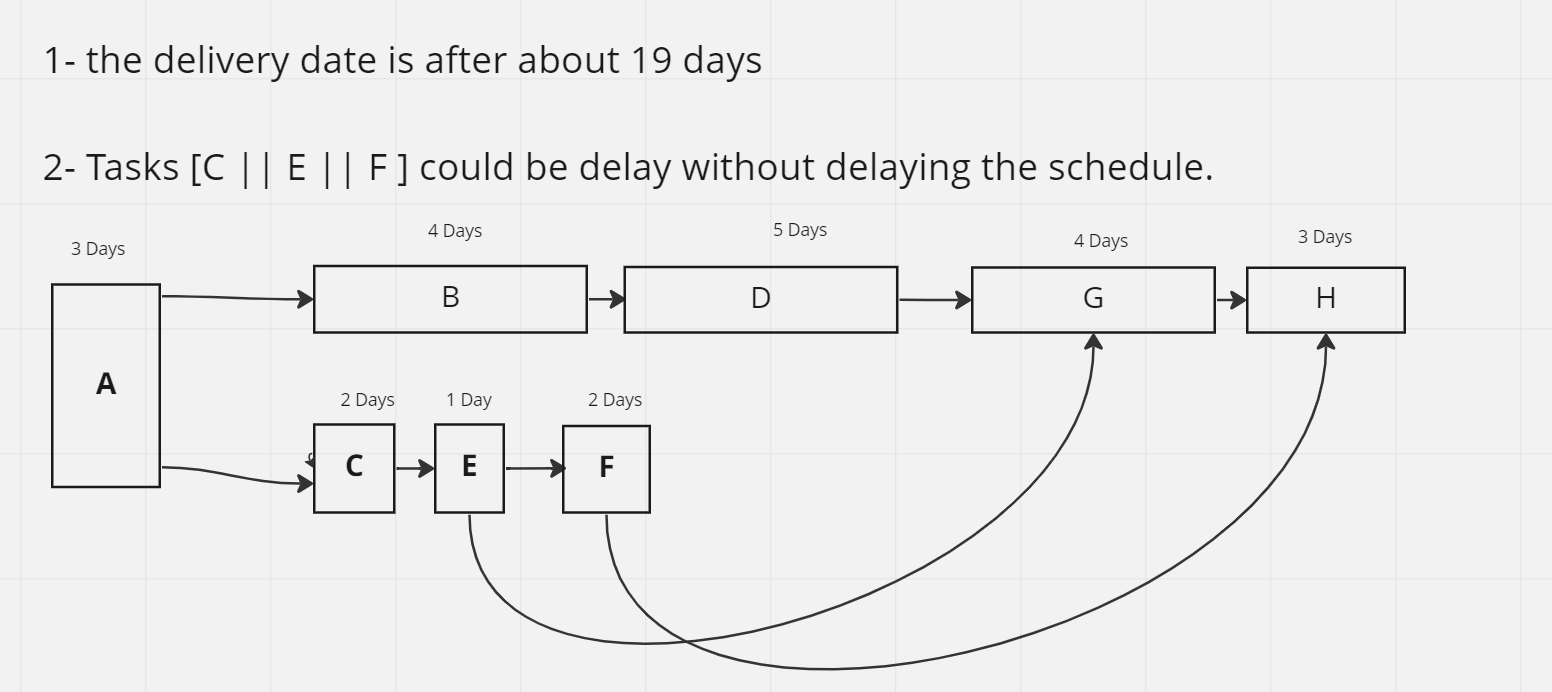 1- the delivery date is after about 19 days
2- Tasks [C || E || F ] could be delay without delaying the schedule.
3 Days
4 Days
5 Days
4 Days
3 Days
A
B
D
G
H
2 Days
1 Day
2 Days
C
E
F